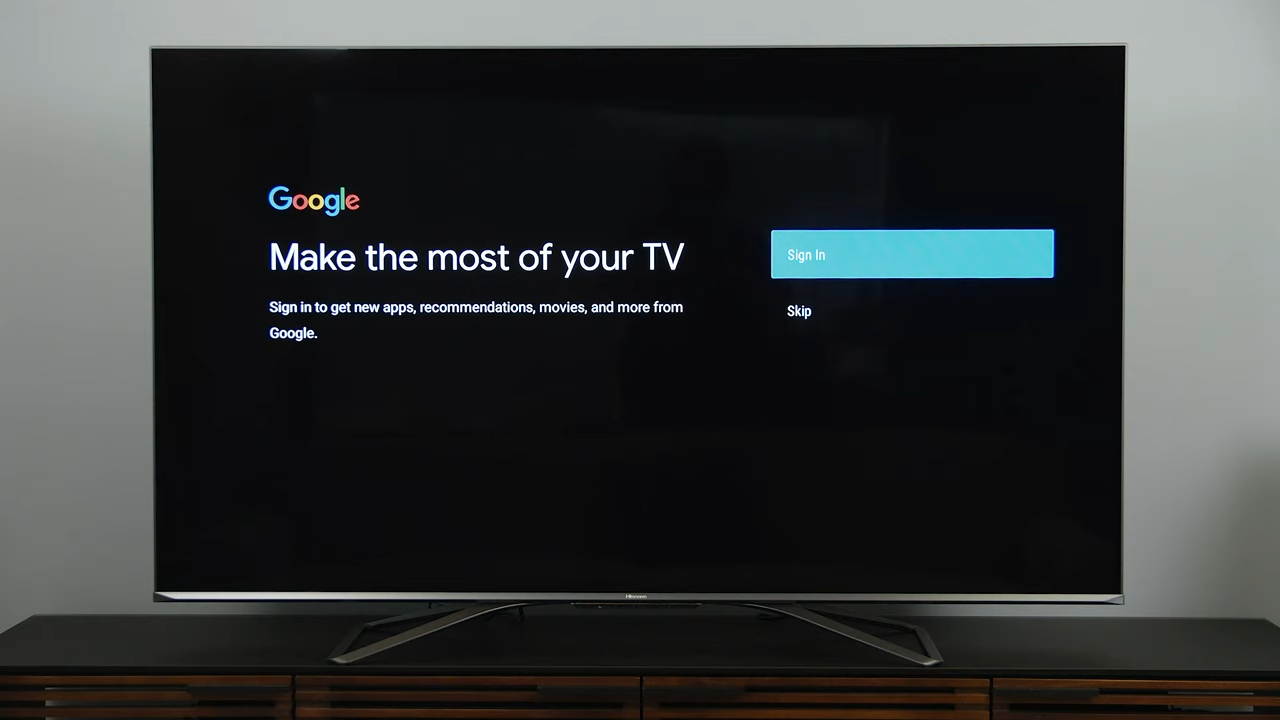 Google
Make the most of your TV
Sign in to get new apps, recommendations, movies, and more from
Google.
Sign In
Skip
Hisense